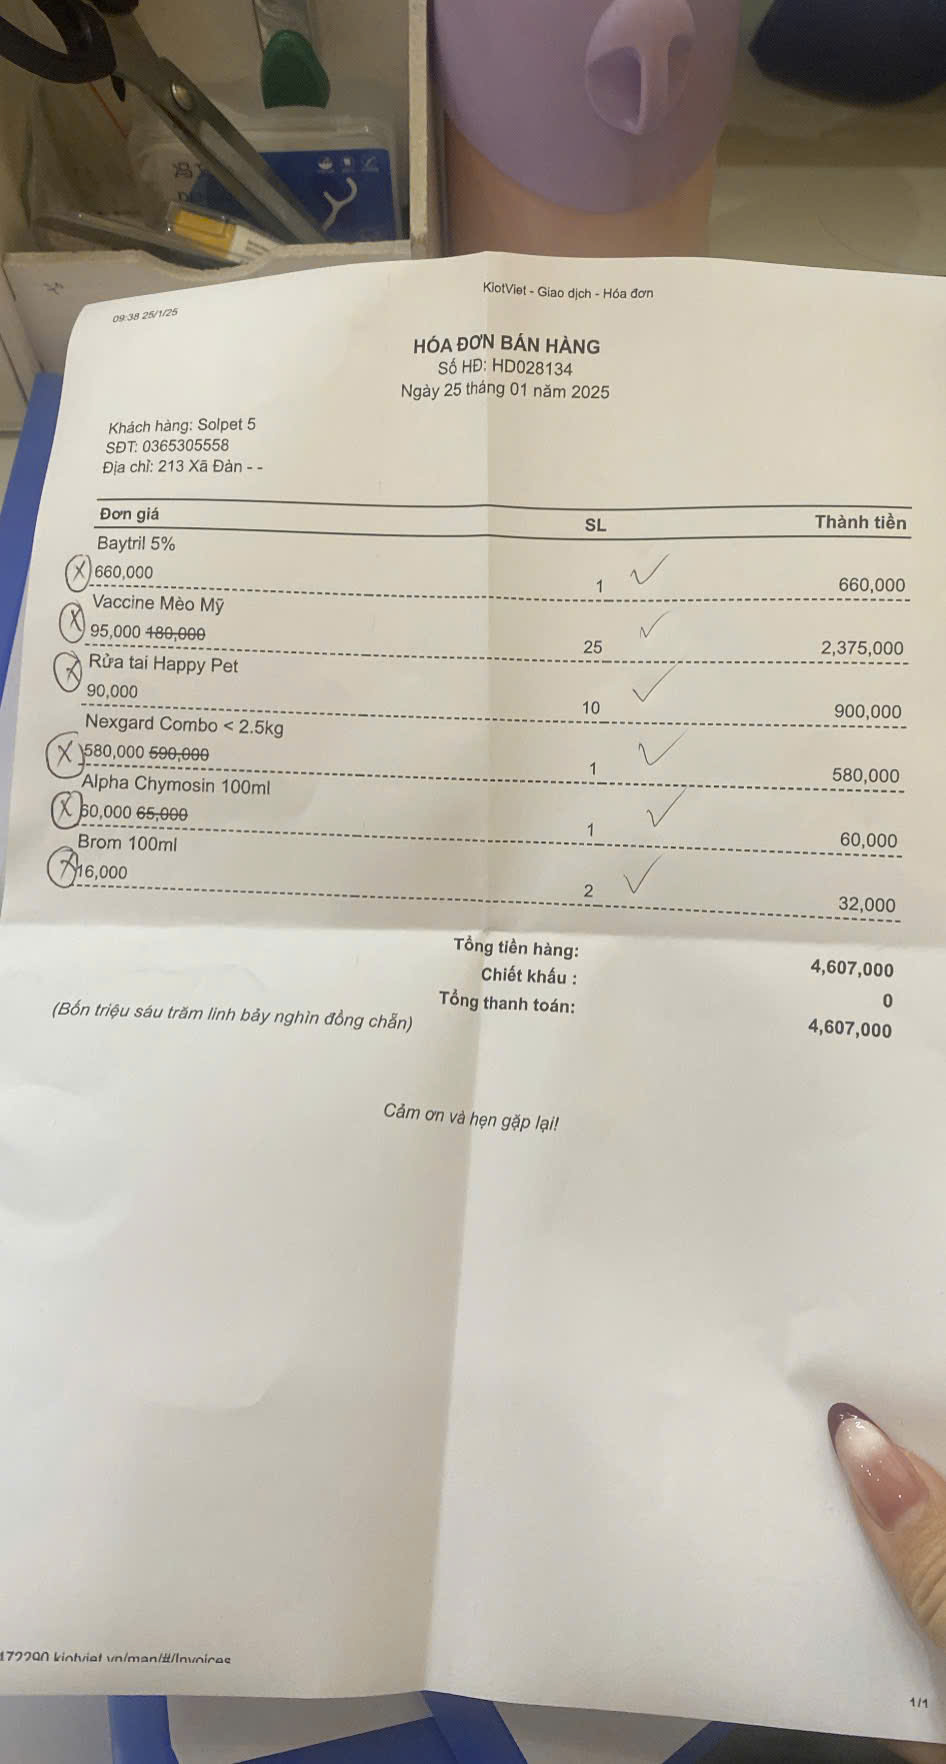 KiotViet - Giao dịch - Hóa đơn
09:38 25/1/25
HÓA ĐƠN BÁN HÀNG
Số HĐ: HD028134
Ngày 25 tháng 01 năm 2025
Khách hàng: Solpet 5
SĐT: 0365305558
Địa chỉ: 213 Xã Đàn - -
Đơn giá SL Thành tiền
Baytril 5%
660,000 1 660,000
Vaccine Mèo Mỹ
95,000 180,000 25 2,375,000
Rửa tai Happy Pet
90,000 10 900,000
Nexgard Combo < 2.5kg
580,000 590,000 1 580,000
Alpha Chymosin 100ml
60,000 65,000 1 60,000
Brom 100ml
16,000 2 32,000
Tổng tiền hàng: 4,607,000
Chiết khấu : 0
Tổng thanh toán: 4,607,000
(Bốn triệu sáu trăm linh bảy nghìn đồng chẵn)
Cảm ơn và hẹn gặp lại!
172290.kiotviet.vn/man/#/Invoices
1/1